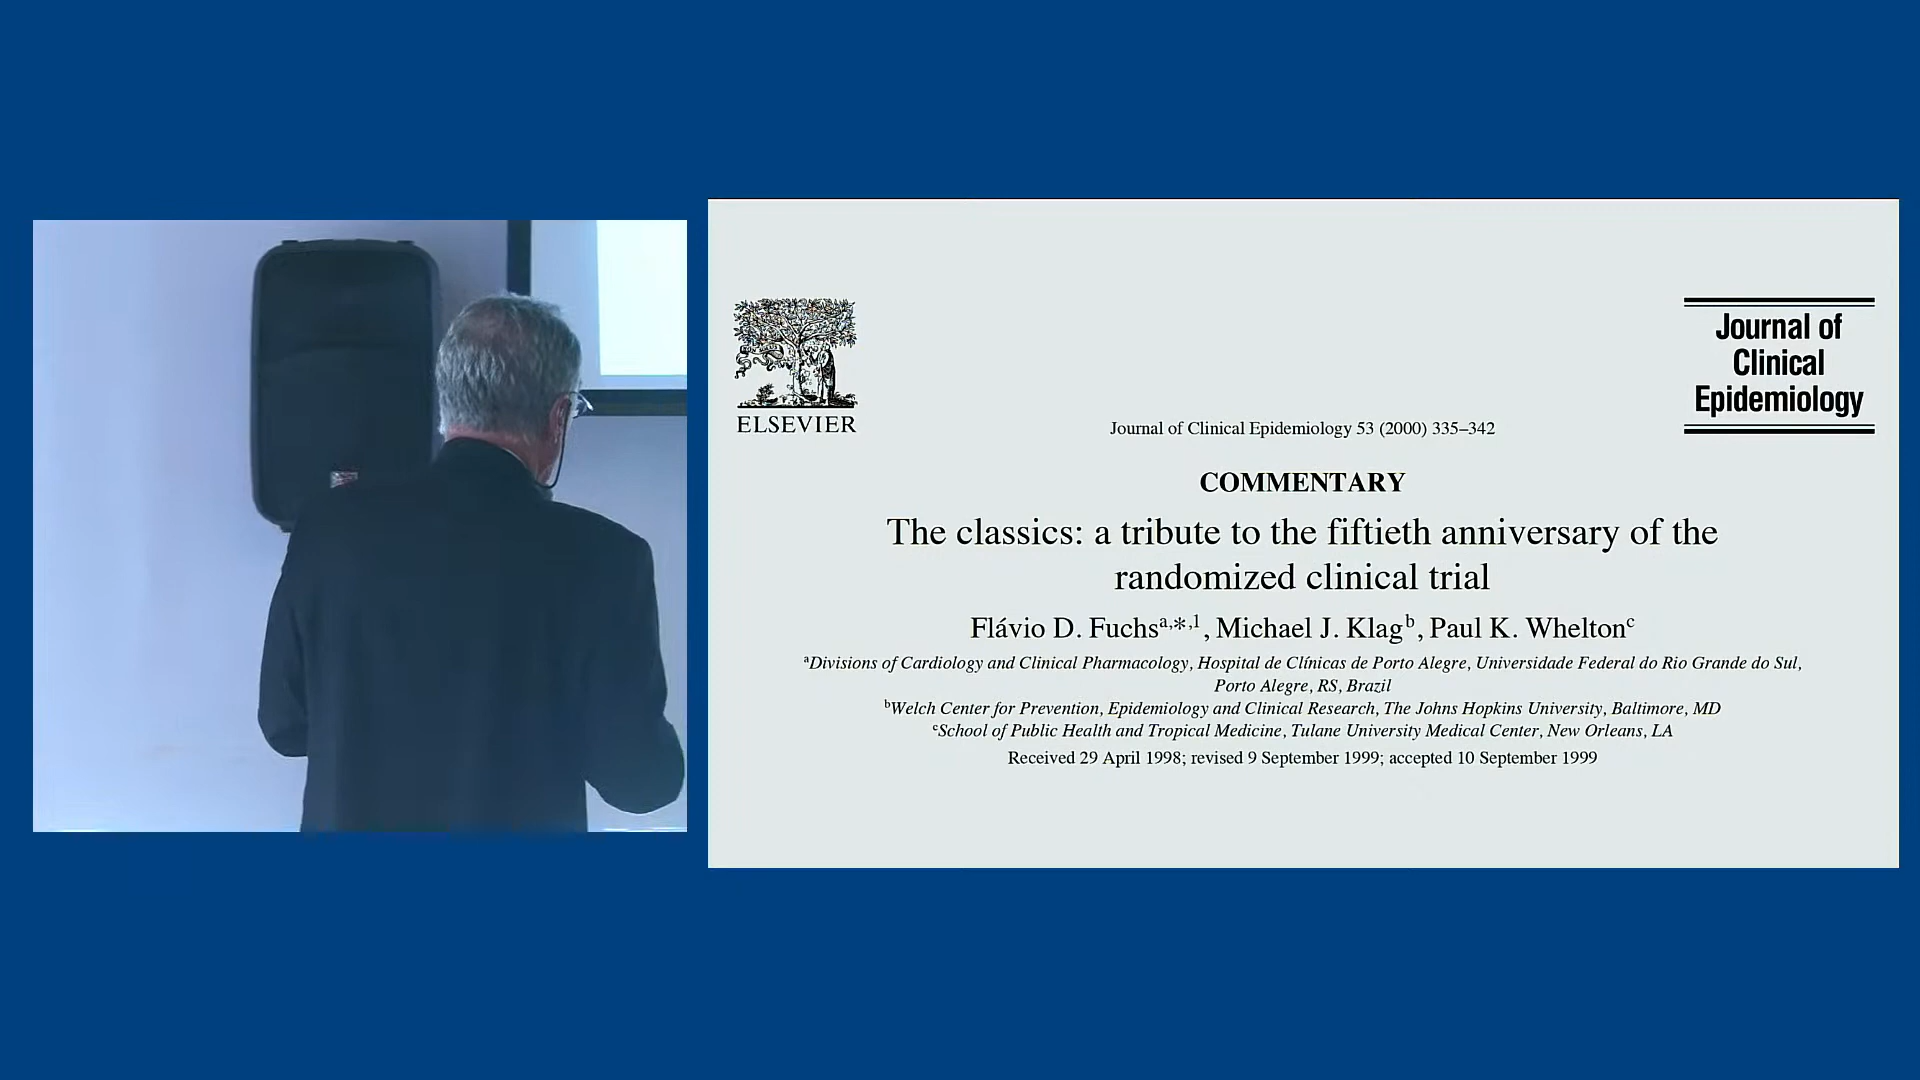 ELSEVIER
Journal of
Clinical
Epidemiology
Journal of Clinical Epidemiology 53 (2000) 335–342
COMMENTARY
The classics: a tribute to the fiftieth anniversary of the
randomized clinical trial
Flávio D. Fuchsa,*,1, Michael J. Klagb, Paul K. Wheltonc
aDivisions of Cardiology and Clinical Pharmacology, Hospital de Clínicas de Porto Alegre, Universidade Federal do Rio Grande do Sul,
Porto Alegre, RS, Brazil
bWelch Center for Prevention, Epidemiology and Clinical Research, The Johns Hopkins University, Baltimore, MD
cSchool of Public Health and Tropical Medicine, Tulane University Medical Center, New Orleans, LA
Received 29 April 1998; revised 9 September 1999; accepted 10 September 1999